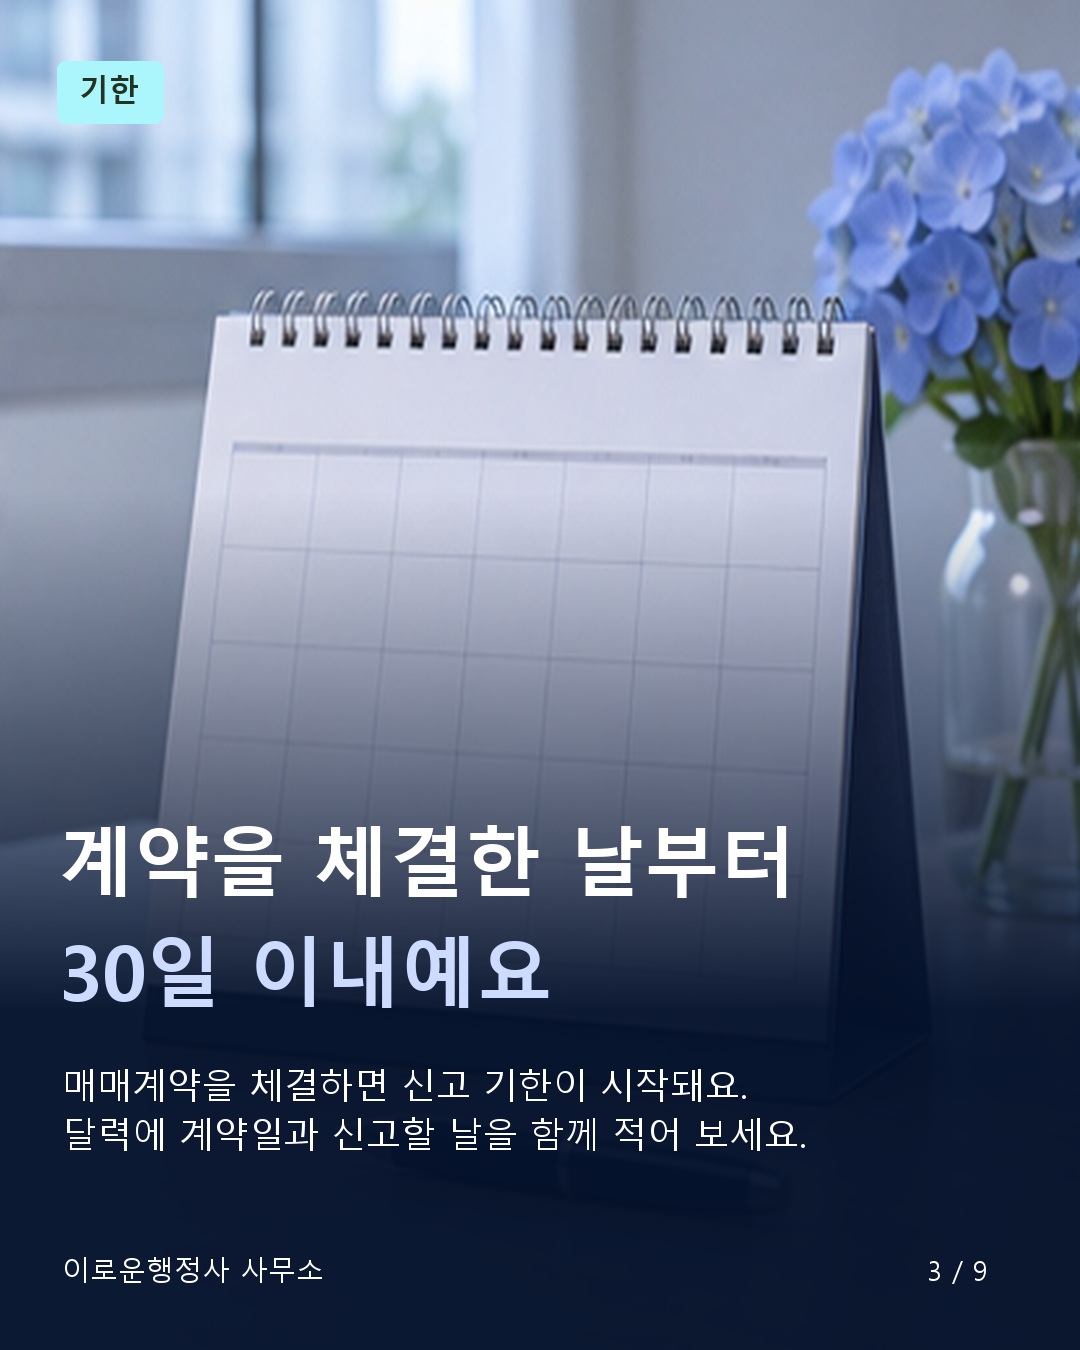 기한
계약을 체결한 날부터
30일 이내예요
매매계약을 체결하면 신고 기한이 시작돼요.
달력에 계약일과 신고할 날을 함께 적어 보세요.
이로운행정사 사무소
3 / 9